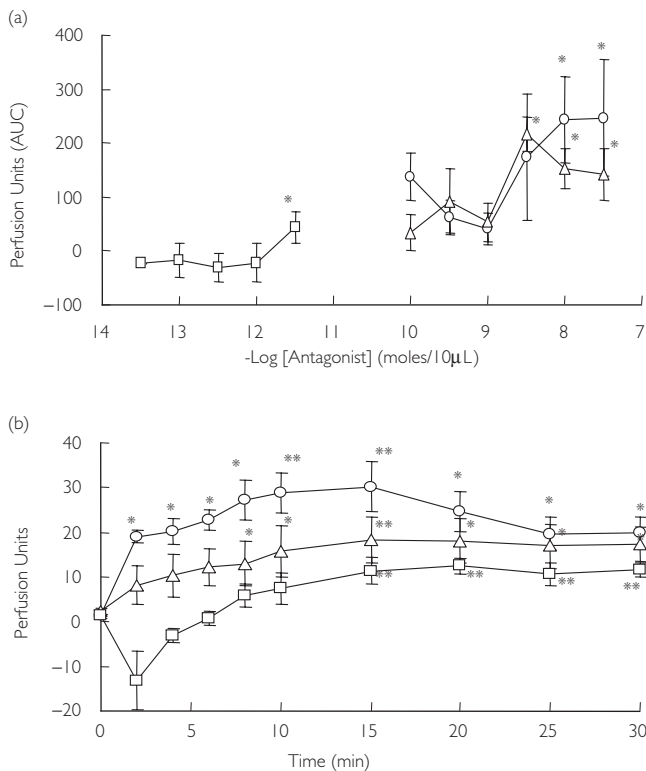 (a)
400
300
200
100
0
−100
Perfusion Units (AUC)
* * * * * *
14 13 12 11 10 9 8 7
-Log [Antagonist] (moles/10μL)
(b)
40
30
20
10
0
−10
−20
Perfusion Units
* * * * ** ** * * *
* * ** * * *
** ** ** **
0 5 10 15 20 25 30
Time (min)